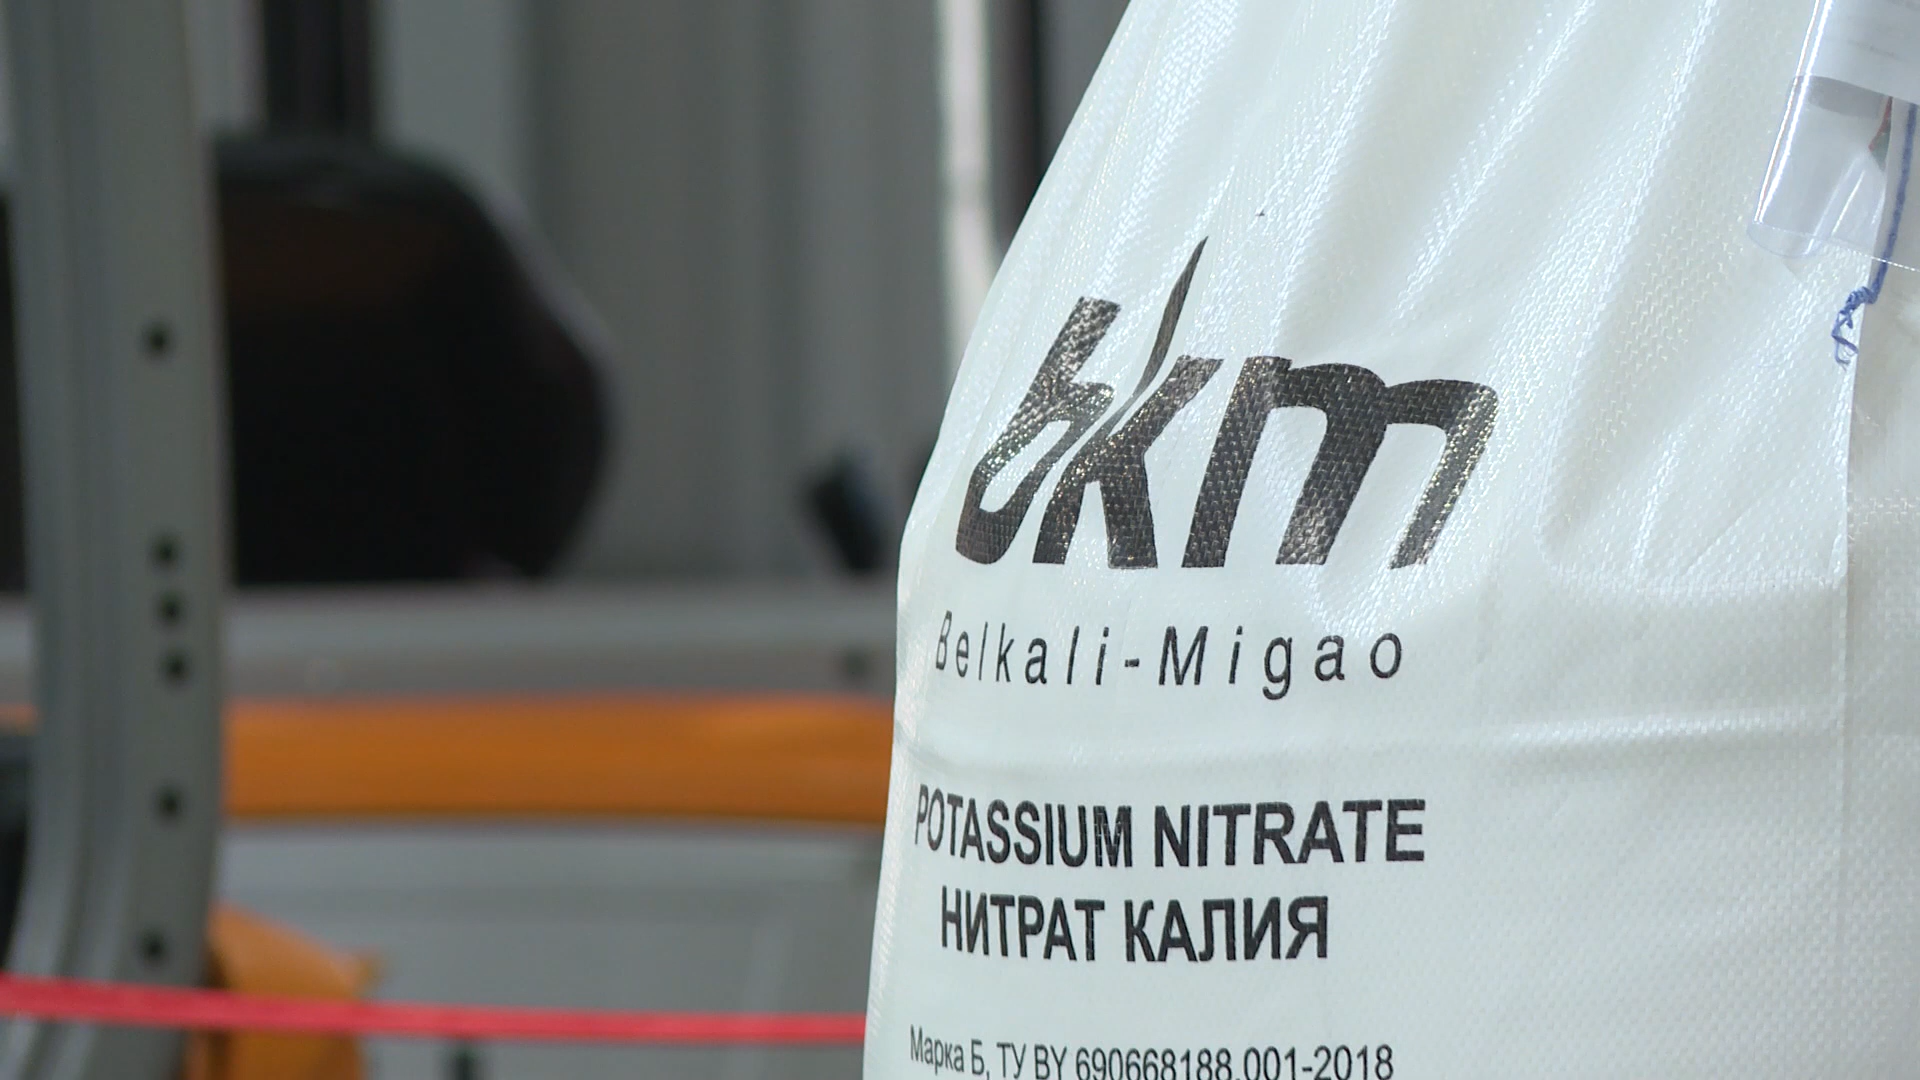 bkm
Belkali-Migao
POTASSIUM NITRATE
НИТРАТ КАЛИЯ
Марка Б, ТУ BY 690668188.001-2018